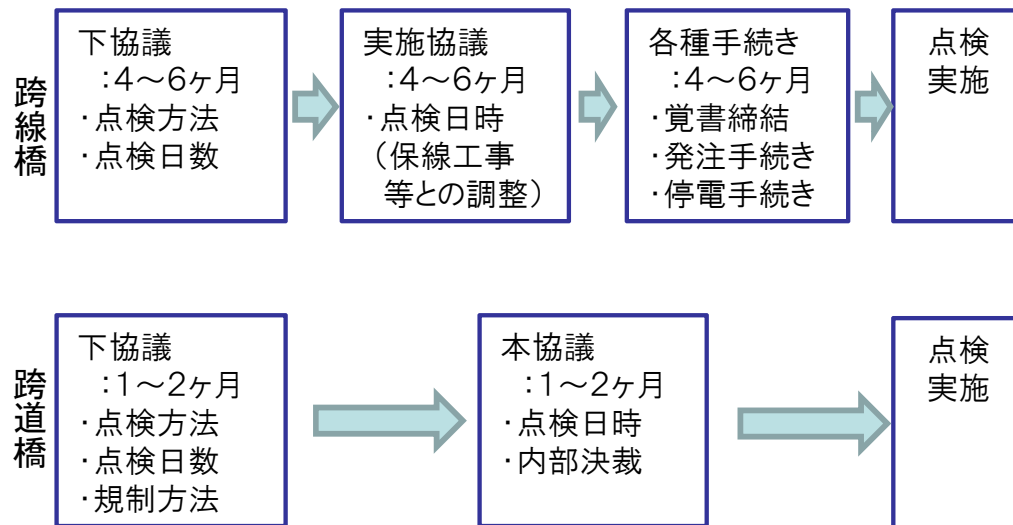 跨線橋
下協議
：4～6ヶ月
・点検方法
・点検日数
実施協議
：4～6ヶ月
・点検日時
（保線工事
等との調整）
各種手続き
：4～6ヶ月
・覚書締結
・発注手続き
・停電手続き
点検
実施
跨道橋
下協議
：1～2ヶ月
・点検方法
・点検日数
・規制方法
本協議
：1～2ヶ月
・点検日時
・内部決裁
点検
実施